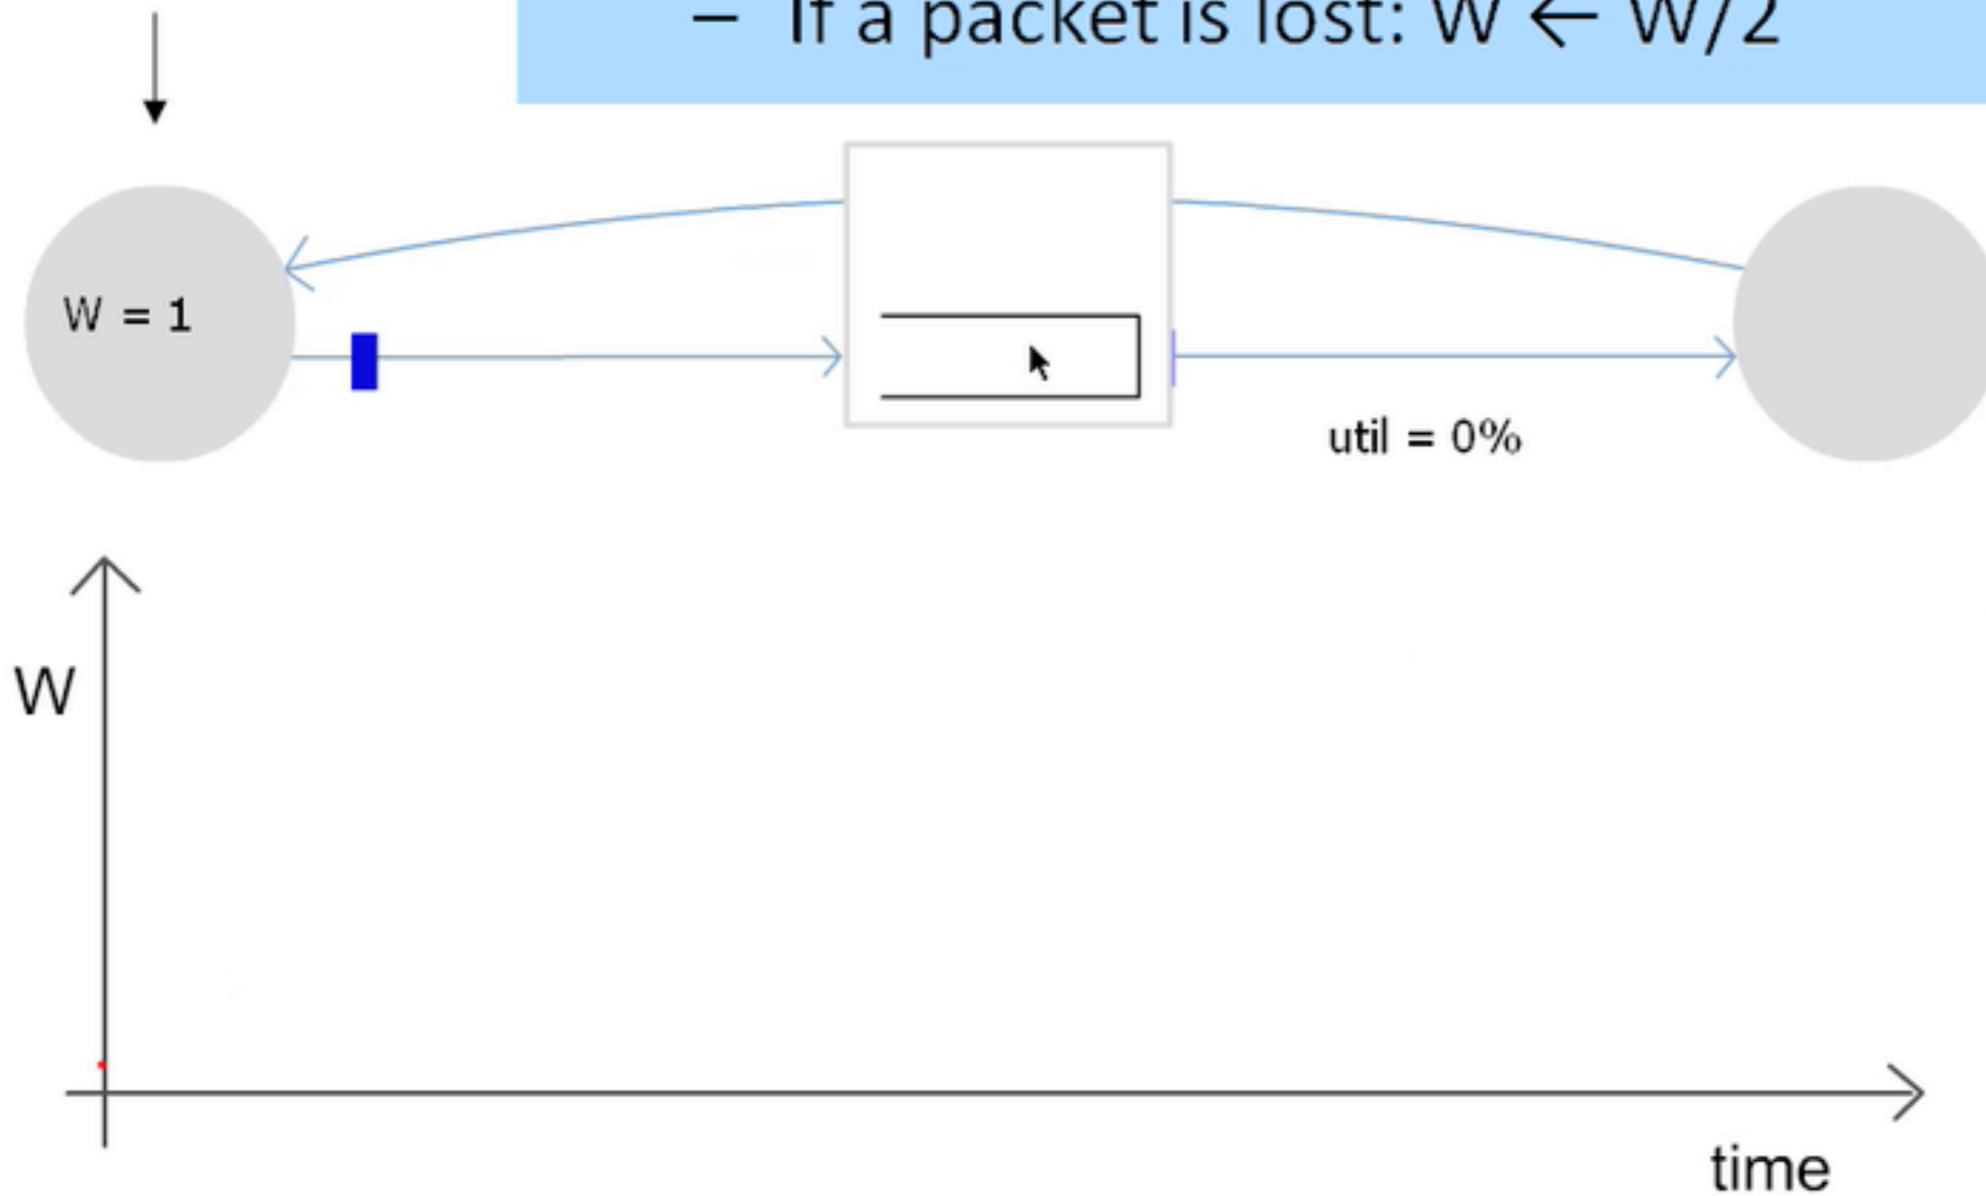 – If a packet is lost: W ← W/2
W = 1
util = 0%
W
time